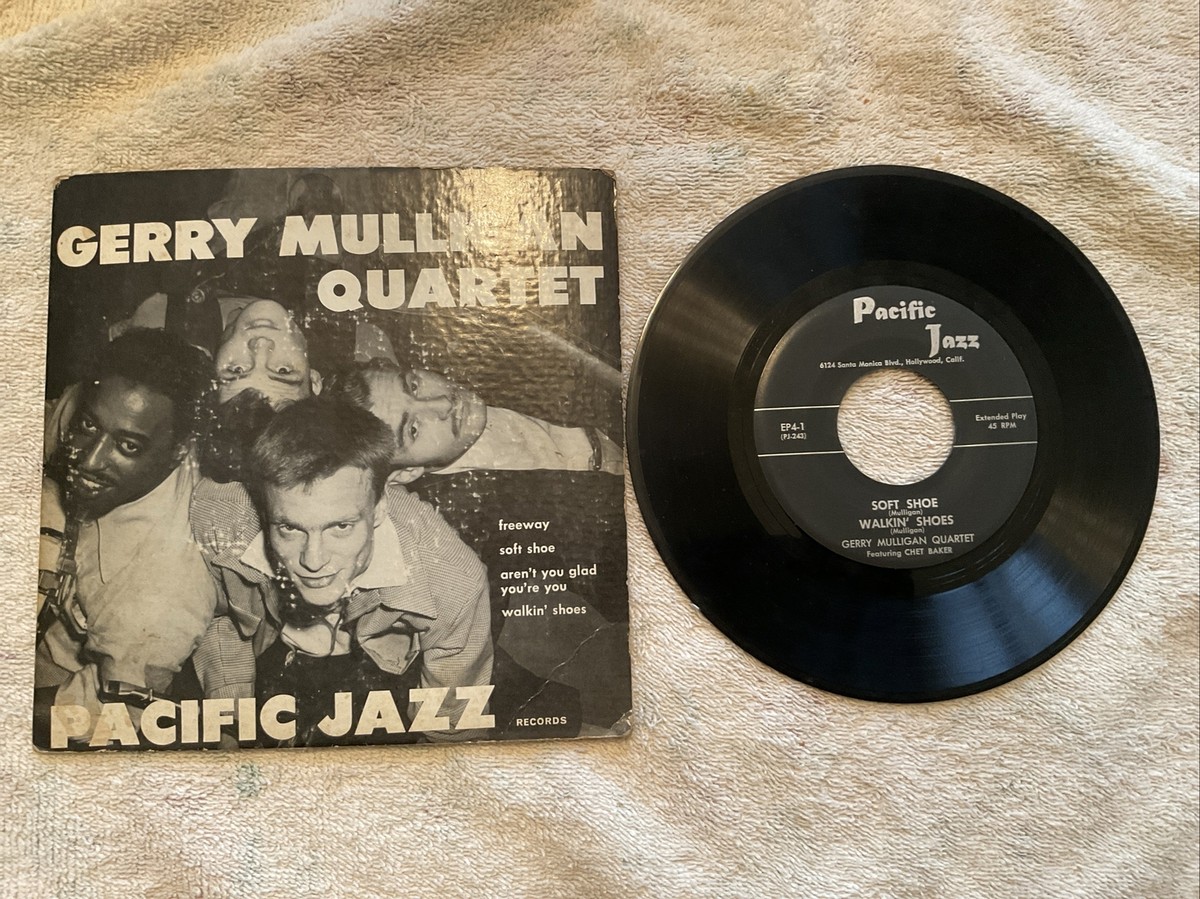 GERRY MULLIGAN
QUARTET
freeway
soft shoe
aren't you glad
you're you
walkin' shoes
PACIFIC JAZZ
RECORDS
Pacific
Jazz
6124 Santa Monica Blvd., Hollywood, Calif.
EP4-1
(PJ-243)
Extended Play
45 RPM
SOFT SHOE
(Mulligan)
WALKIN' SHOES
(Mulligan)
GERRY MULLIGAN QUARTET
Featuring CHET BAKER